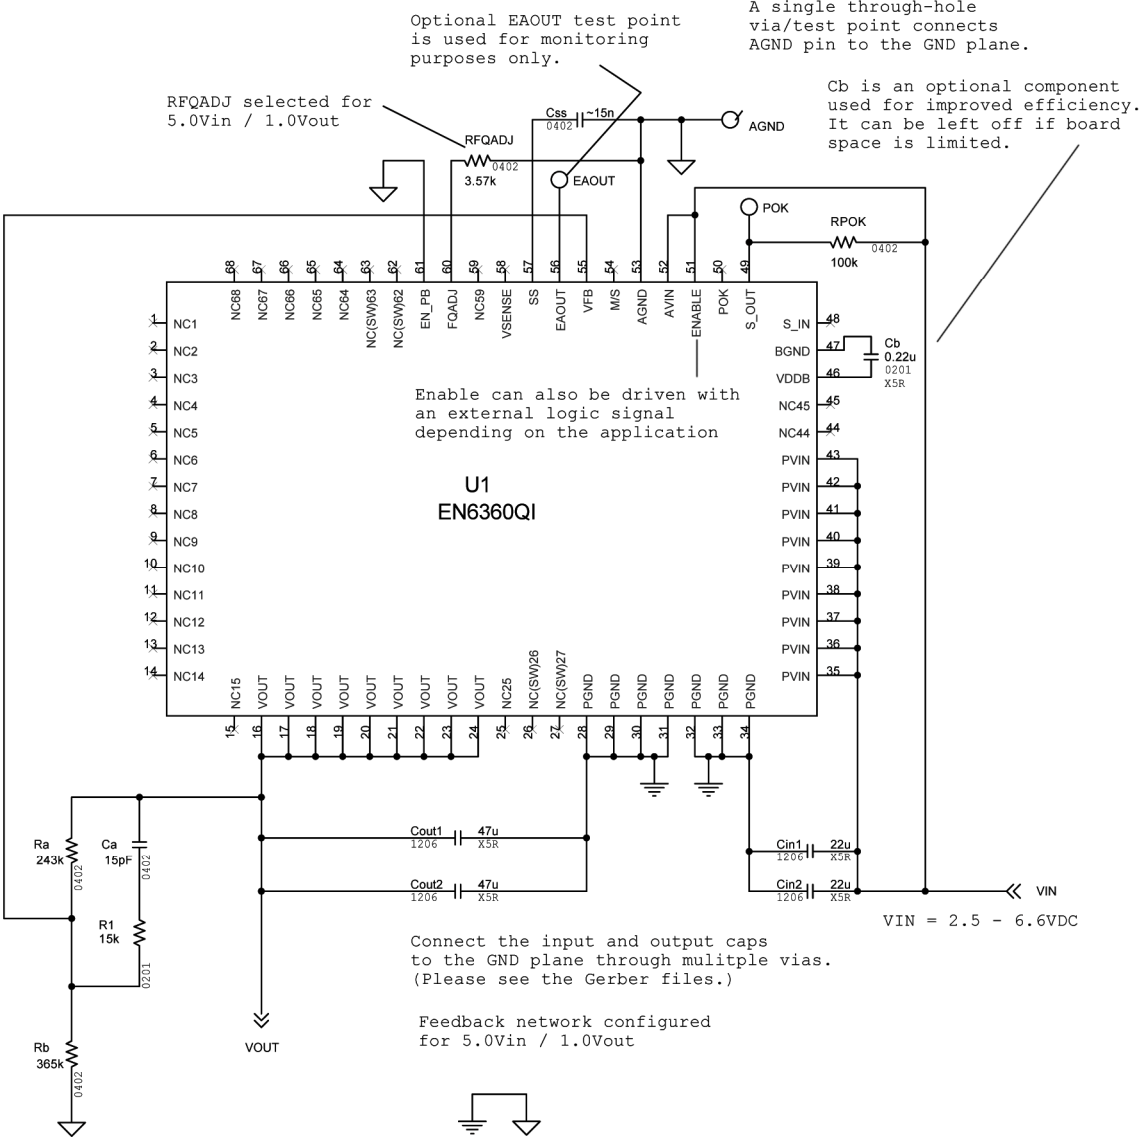 Optional EAOUT test point
is used for monitoring
purposes only.
A single through-hole
via/test point connects
AGND pin to the GND plane.
Cb is an optional component
used for improved efficiency.
It can be left off if board
space is limited.
RFQADJ selected for
5.0Vin / 1.0Vout
Css
~15n
0402
AGND
RFQADJ
0402
3.57k
EAOUT
POK
RPOK
0402
100k
68
67
66
65
64
63
62
61
60
59
58
57
56
55
54
53
52
51
50
49
NC68
NC67
NC66
NC65
NC64
NC(SW)63
NC(SW)62
EN_PB
FQADJ
NC59
VSENSE
SS
EAOUT
VFB
M/S
AGND
AVIN
ENABLE
POK
S_OUT
1 NC1
2 NC2
3 NC3
4 NC4
5 NC5
6 NC6
7 NC7
8 NC8
9 NC9
10 NC10
11 NC11
12 NC12
13 NC13
14 NC14
S_IN 48
BGND 47
VDDB 46
NC45 45
NC44 44
PVIN 43
PVIN 42
PVIN 41
PVIN 40
PVIN 39
PVIN 38
PVIN 37
PVIN 36
PVIN 35
Cb
0.22u
0201
X5R
Enable can also be driven with
an external logic signal
depending on the application
U1
EN6360QI
NC15
VOUT
VOUT
VOUT
VOUT
VOUT
VOUT
VOUT
VOUT
VOUT
NC25
NC(SW)26
NC(SW)27
PGND
PGND
PGND
PGND
PGND
PGND
PGND
15
16
17
18
19
20
21
22
23
24
25
26
27
28
29
30
31
32
33
34
Ra
243k
0402
Ca
15pF
0402
R1
15k
0201
Rb
365k
0402
Cout1
1206
47u
X5R
Cout2
1206
47u
X5R
Cin1
1206
22u
X5R
Cin2
1206
22u
X5R
VIN
VIN = 2.5 - 6.6VDC
Connect the input and output caps
to the GND plane through mulitple vias.
(Please see the Gerber files.)
Feedback network configured
for 5.0Vin / 1.0Vout
VOUT